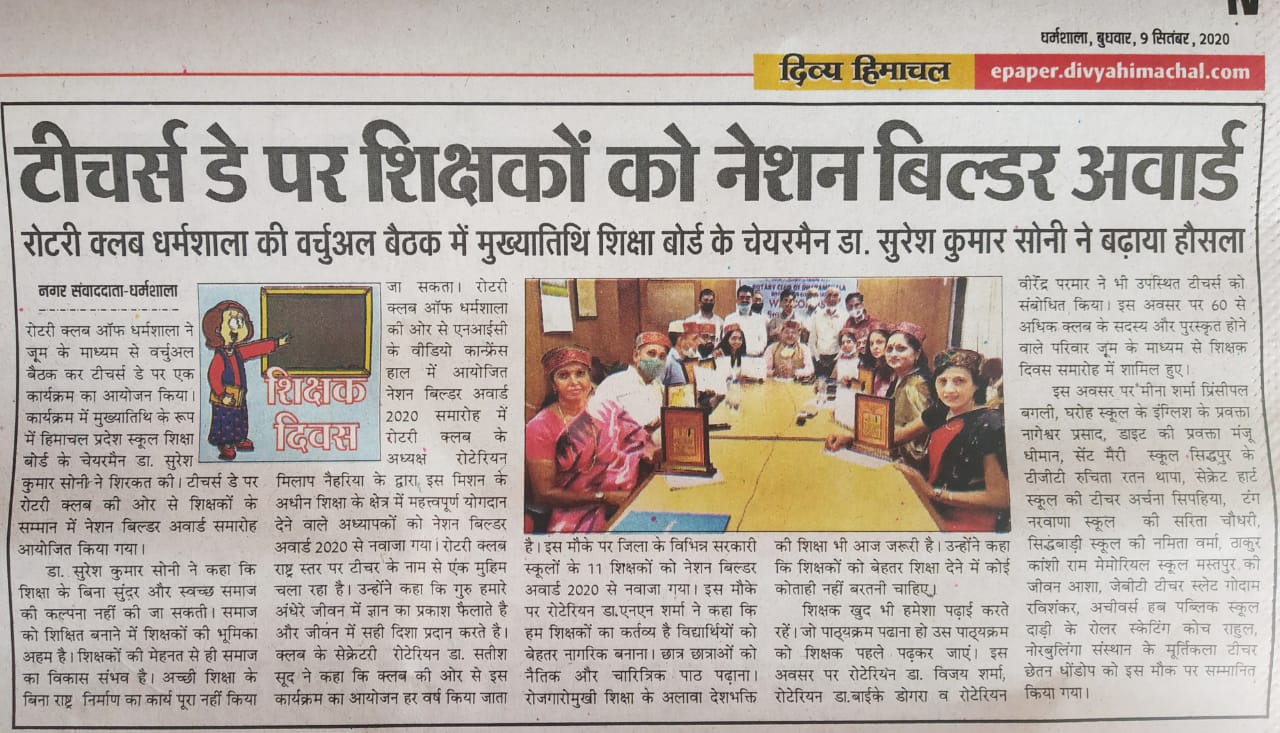 IV
धर्मशाला, बुधवार, 9 सितंबर, 2020
दिव्य हिमाचल
epaper.divyahimachal.com
टीचर्स डे पर शिक्षकों को नेशन बिल्डर अवार्ड
रोटरी क्लब धर्मशाला की वर्चुअल बैठक में मुख्यातिथि शिक्षा बोर्ड के चेयरमैन डा. सुरेश कुमार सोनी ने बढ़ाया हौसला
नगर संवाददाता-धर्मशाला
रोटरी क्लब ऑफ धर्मशाला ने
जूम के माध्यम से वर्चुअल
बैठक कर टीचर्स डे पर एक
कार्यक्रम का आयोजन किया।
कार्यक्रम में मुख्यातिथि के रूप
में हिमाचल प्रदेश स्कूल शिक्षा
बोर्ड के चेयरमैन डा. सुरेश
कुमार सोनी ने शिरकत की। टीचर्स डे पर
रोटरी क्लब की ओर से शिक्षकों के
सम्मान में नेशन बिल्डर अवार्ड समारोह
आयोजित किया गया।
डा. सुरेश कुमार सोनी ने कहा कि
शिक्षा के बिना सुंदर और स्वच्छ समाज
की कल्पना नहीं की जा सकती। समाज
को शिक्षित बनाने में शिक्षकों की भूमिका
अहम है। शिक्षकों की मेहनत से ही समाज
का विकास संभव है। अच्छी शिक्षा के
बिना राष्ट्र निर्माण का कार्य पूरा नहीं किया
शिक्षक
दिवस
जा सकता। रोटरी
क्लब ऑफ धर्मशाला
की ओर से एनआईसी
के वीडियो कान्फ्रेंस
हाल में आयोजित
नेशन बिल्डर अवार्ड
2020 समारोह में
रोटरी क्लब के
अध्यक्ष रोटेरियन
मिलाप नैहरिया के द्वारा इस मिशन के
अधीन शिक्षा के क्षेत्र में महत्त्वपूर्ण योगदान
देने वाले अध्यापकों को नेशन बिल्डर
अवार्ड 2020 से नवाजा गया। रोटरी क्लब
राष्ट्र स्तर पर टीचर के नाम से एक मुहिम
चला रहा है। उन्होंने कहा कि गुरु हमारे
अंधेरे जीवन में ज्ञान का प्रकाश फैलाते है
और जीवन में सही दिशा प्रदान करते है।
क्लब के सेक्रेटरी रोटेरियन डा. सतीश
सूद ने कहा कि क्लब की ओर से इस
कार्यक्रम का आयोजन हर वर्ष किया जाता
ROTARY CLUB OF DHARAMSHALA
है। इस मौके पर जिला के विभिन्न सरकारी
स्कूलों के 11 शिक्षकों को नेशन बिल्डर
अवार्ड 2020 से नवाजा गया। इस मौके
पर रोटेरियन डा.एनएन शर्मा ने कहा कि
हम शिक्षकों का कर्तव्य है विद्यार्थियों को
बेहतर नागरिक बनाना। छात्र छात्राओं को
नैतिक और चारित्रिक पाठ पढ़ाना।
रोजगारोमुखी शिक्षा के अलावा देशभक्ति
की शिक्षा भी आज जरूरी है। उन्होंने कहा
कि शिक्षकों को बेहतर शिक्षा देने में कोई
कोताही नहीं बरतनी चाहिए।
शिक्षक खुद भी हमेशा पढ़ाई करते
रहें। जो पाठ्यक्रम पढाना हो उस पाठ्यक्रम
को शिक्षक पहले पढ़कर जाएं। इस
अवसर पर रोटेरियन डा. विजय शर्मा,
रोटेरियन डा.बाईके डोगरा व रोटेरियन
वीरेंद्र परमार ने भी उपस्थित टीचर्स को
संबोधित किया। इस अवसर पर 60 से
अधिक क्लब के सदस्य और पुरस्कृत होने
वाले परिवार जूम के माध्यम से शिक्षक
दिवस समारोह में शामिल हुए।
इस अवसर पर मीना शर्मा प्रिंसीपल
बगली, घरोह स्कूल के इंग्लिश के प्रवक्ता
नागेश्वर प्रसाद, डाइट की प्रवक्ता मंजू
धीमान, सेंट मैरी स्कूल सिद्धपुर के
टीजीटी रुचिता रतन थापा, सेक्रेट हार्ट
स्कूल की टीचर अर्चना सिपहिया, टंग
नरवाणा स्कूल की सरिता चौधरी,
सिद्धबाड़ी स्कूल की नमिता वर्मा, ठाकुर
कांशी राम मेमोरियल स्कूल मस्तपुर की
जीवन आशा, जेबीटी टीचर स्लेट गोदाम
रविशंकर, अचीवर्स हब पब्लिक स्कूल
दाड़ी के रोलर स्केटिंग कोच राहुल,
नोरबुलिंगा संस्थान के मूर्तिकला टीचर
छेतन धोंडोप को इस मौके पर सम्मानित
किया गया।